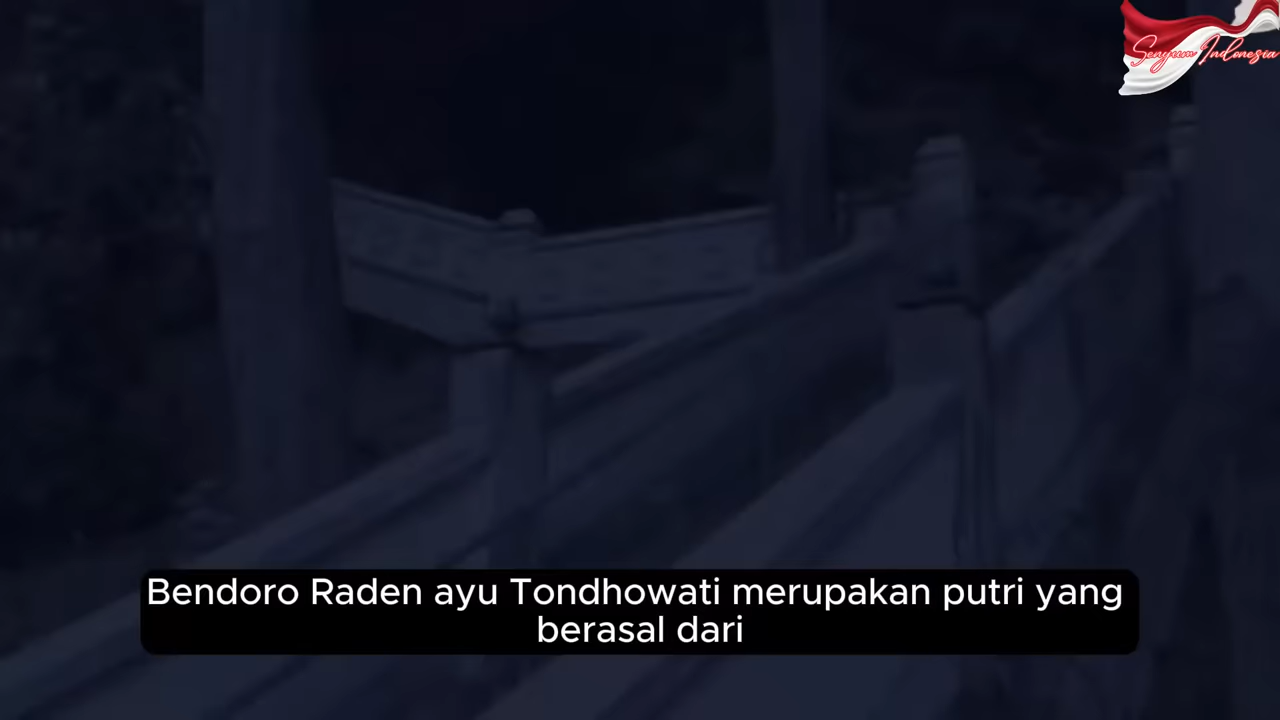 Senyum Indonesia
Bendoro Raden ayu Tondhowati merupakan putri yang
berasal dari